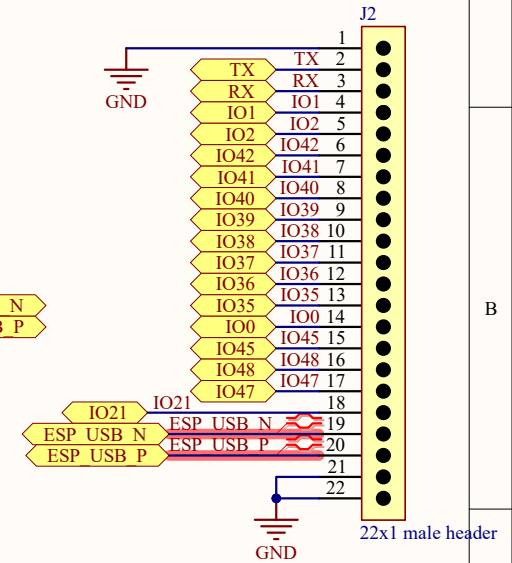 J2
1
TX TX 2
RX RX 3
IO1 IO1 4
IO2 IO2 5
IO42 IO42 6
IO41 IO41 7
IO40 IO40 8
IO39 IO39 9
IO38 IO38 10
IO37 IO37 11
IO36 IO36 12
IO35 IO35 13
IO0 IO0 14
IO45 IO45 15
IO48 IO48 16
IO47 IO47 17
IO21 IO21 18
ESP_USB_N ESP_USB_N 19
ESP_USB_P ESP_USB_P 20
21
22
GND
GND
22x1 male header
N
B_P
B